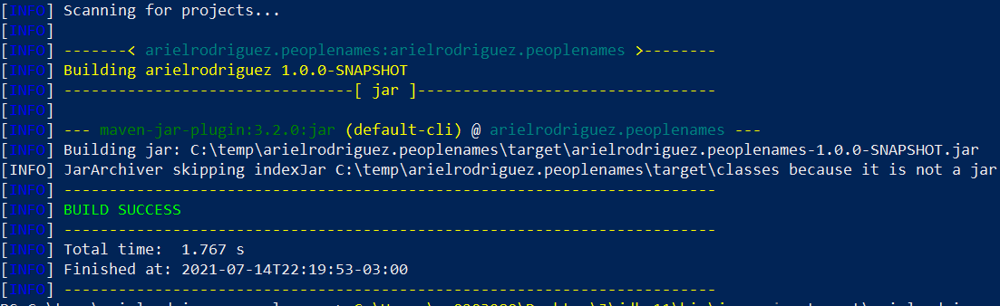 [INFO] Scanning for projects...
[INFO]
[INFO] -------< arielrodriguez.peoplenames:arielrodriguez.peoplenames >--------
[INFO] Building arielrodriguez 1.0.0-SNAPSHOT
[INFO] --------------------------------[ jar ]---------------------------------
[INFO]
[INFO] --- maven-jar-plugin:3.2.0:jar (default-cli) @ arielrodriguez.peoplenames ---
[INFO] Building jar: C:\temp\arielrodriguez.peoplenames\target\arielrodriguez.peoplenames-1.0.0-SNAPSHOT.jar
[INFO] JarArchiver skipping indexJar C:\temp\arielrodriguez.peoplenames\target\classes because it is not a jar
[INFO] ------------------------------------------------------------------------
[INFO] BUILD SUCCESS
[INFO] ------------------------------------------------------------------------
[INFO] Total time:  1.767 s
[INFO] Finished at: 2021-07-14T22:19:53-03:00
[INFO] ------------------------------------------------------------------------